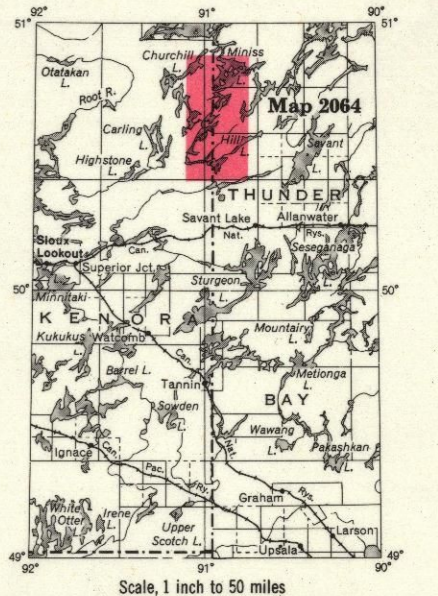 92° 91° 90°
51° 51°
Churchill L.
Miniss L.
Otatakan L.
Root R.
Map 2064
Carling L.
Hill L.
Savant L.
Highstone L.
THUNDER
Savant Lake Allanwater
Sioux Lookout
Can. Nat. Rys.
Seseganaga L.
Superior Jct.
50° 50°
Sturgeon L.
Minnitaki L.
KENORA
Kukukus L.
Watcomb
Mountairy L.
Can.
Barrel L.
Metionga L.
Tannin
Sowden L.
BAY
Wawang L.
Nat.
Pakashkan L.
Ignace
Can. Pac. Ry.
Graham
Rys.
White Otter L.
Irene L.
Upper Scotch L.
Larson
Upsala
49° 49°
92° 91° 90°
Scale, 1 inch to 50 miles